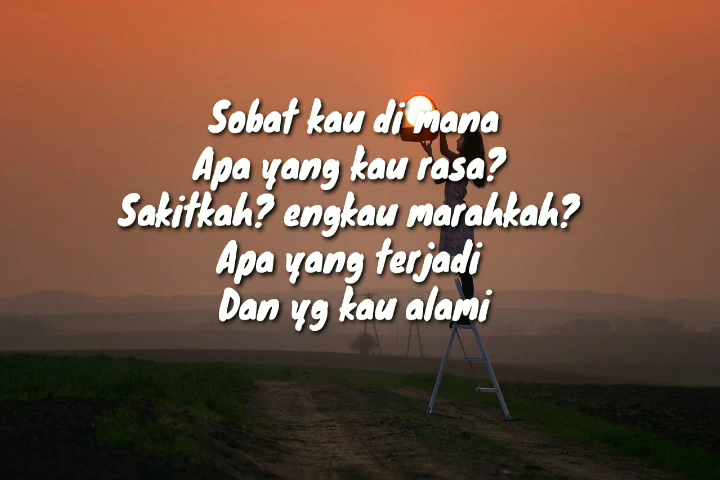 Sobat kau di mana
Apa yang kau rasa?
Sakitkah? engkau marahkah?
Apa yang terjadi
Dan yg kau alami